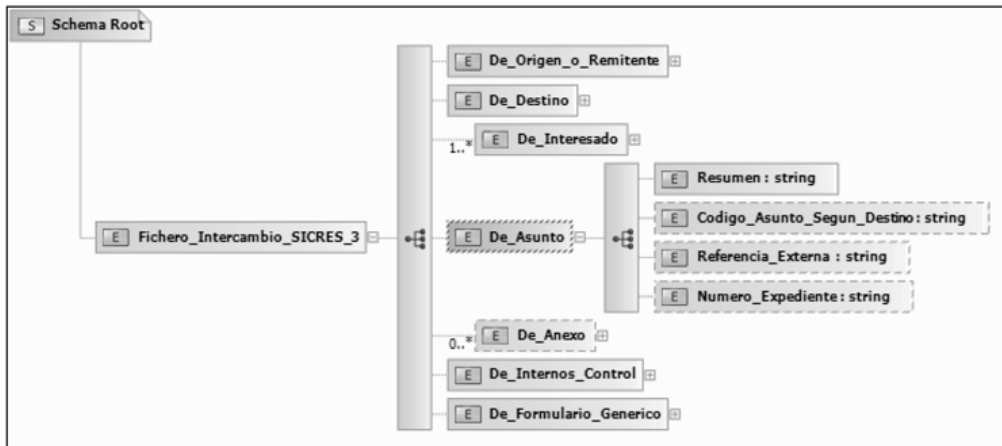 S Schema Root
E De_Origen_o_Remitente
E De_Destino
1..* E De_Interesado
E Resumen : string
E Codigo_Asunto_Segun_Destino : string
E Fichero_Intercambio_SICRES_3
E De_Asunto
E Referencia_Externa : string
E Numero_Expediente : string
0..* E De_Anexo
E De_Internos_Control
E De_Formulario_Generico